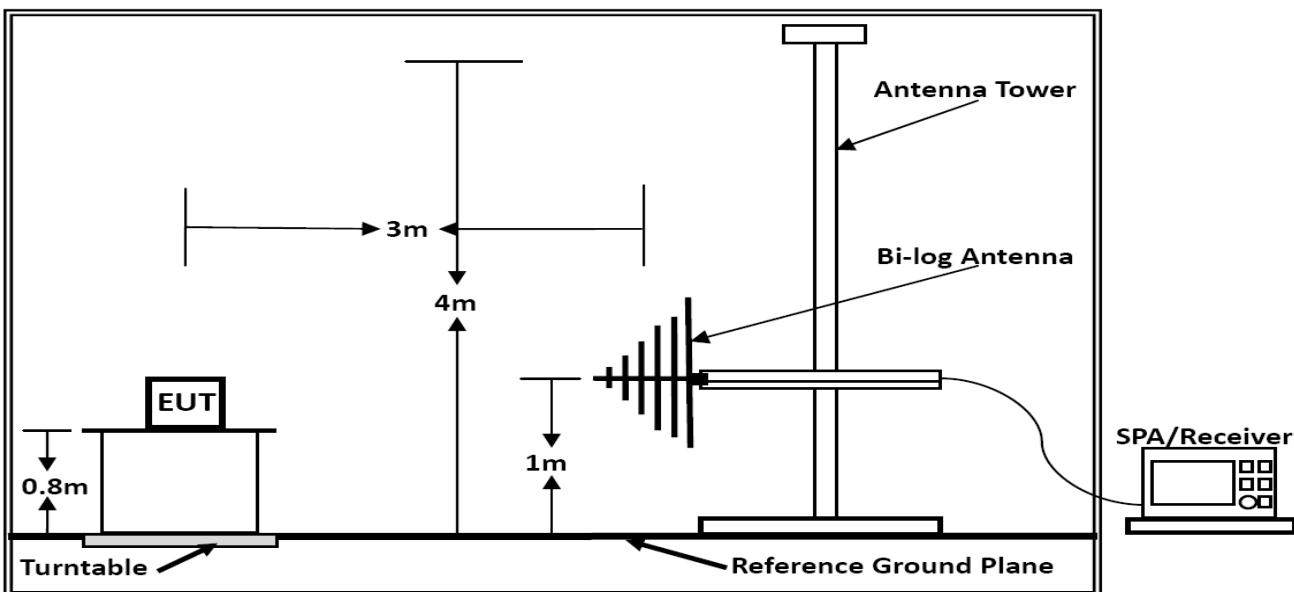 Antenna Tower
3m
Bi-log Antenna
4m
EUT
SPA/Receiver
1m
0.8m
Turntable
Reference Ground Plane